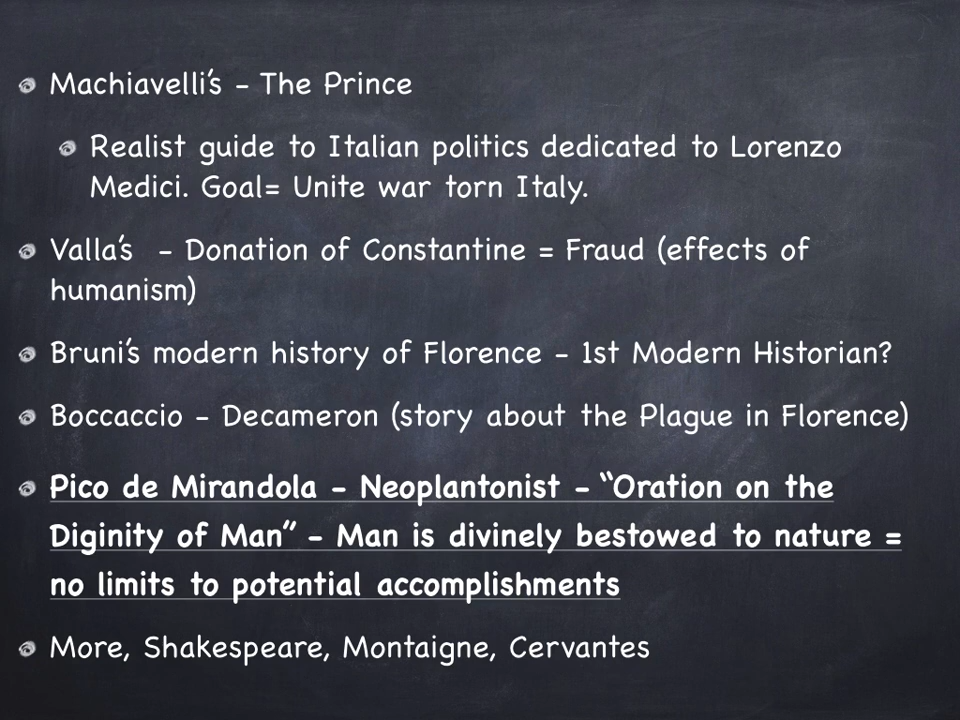 Machiavelli's - The Prince
Realist guide to Italian politics dedicated to Lorenzo
Medici. Goal= Unite war torn Italy.
Valla's - Donation of Constantine = Fraud (effects of
humanism)
Bruni's modern history of Florence - 1st Modern Historian?
Boccaccio - Decameron (story about the Plague in Florence)
Pico de Mirandola - Neoplantonist - “Oration on the
Diginity of Man” - Man is divinely bestowed to nature =
no limits to potential accomplishments
More, Shakespeare, Montaigne, Cervantes